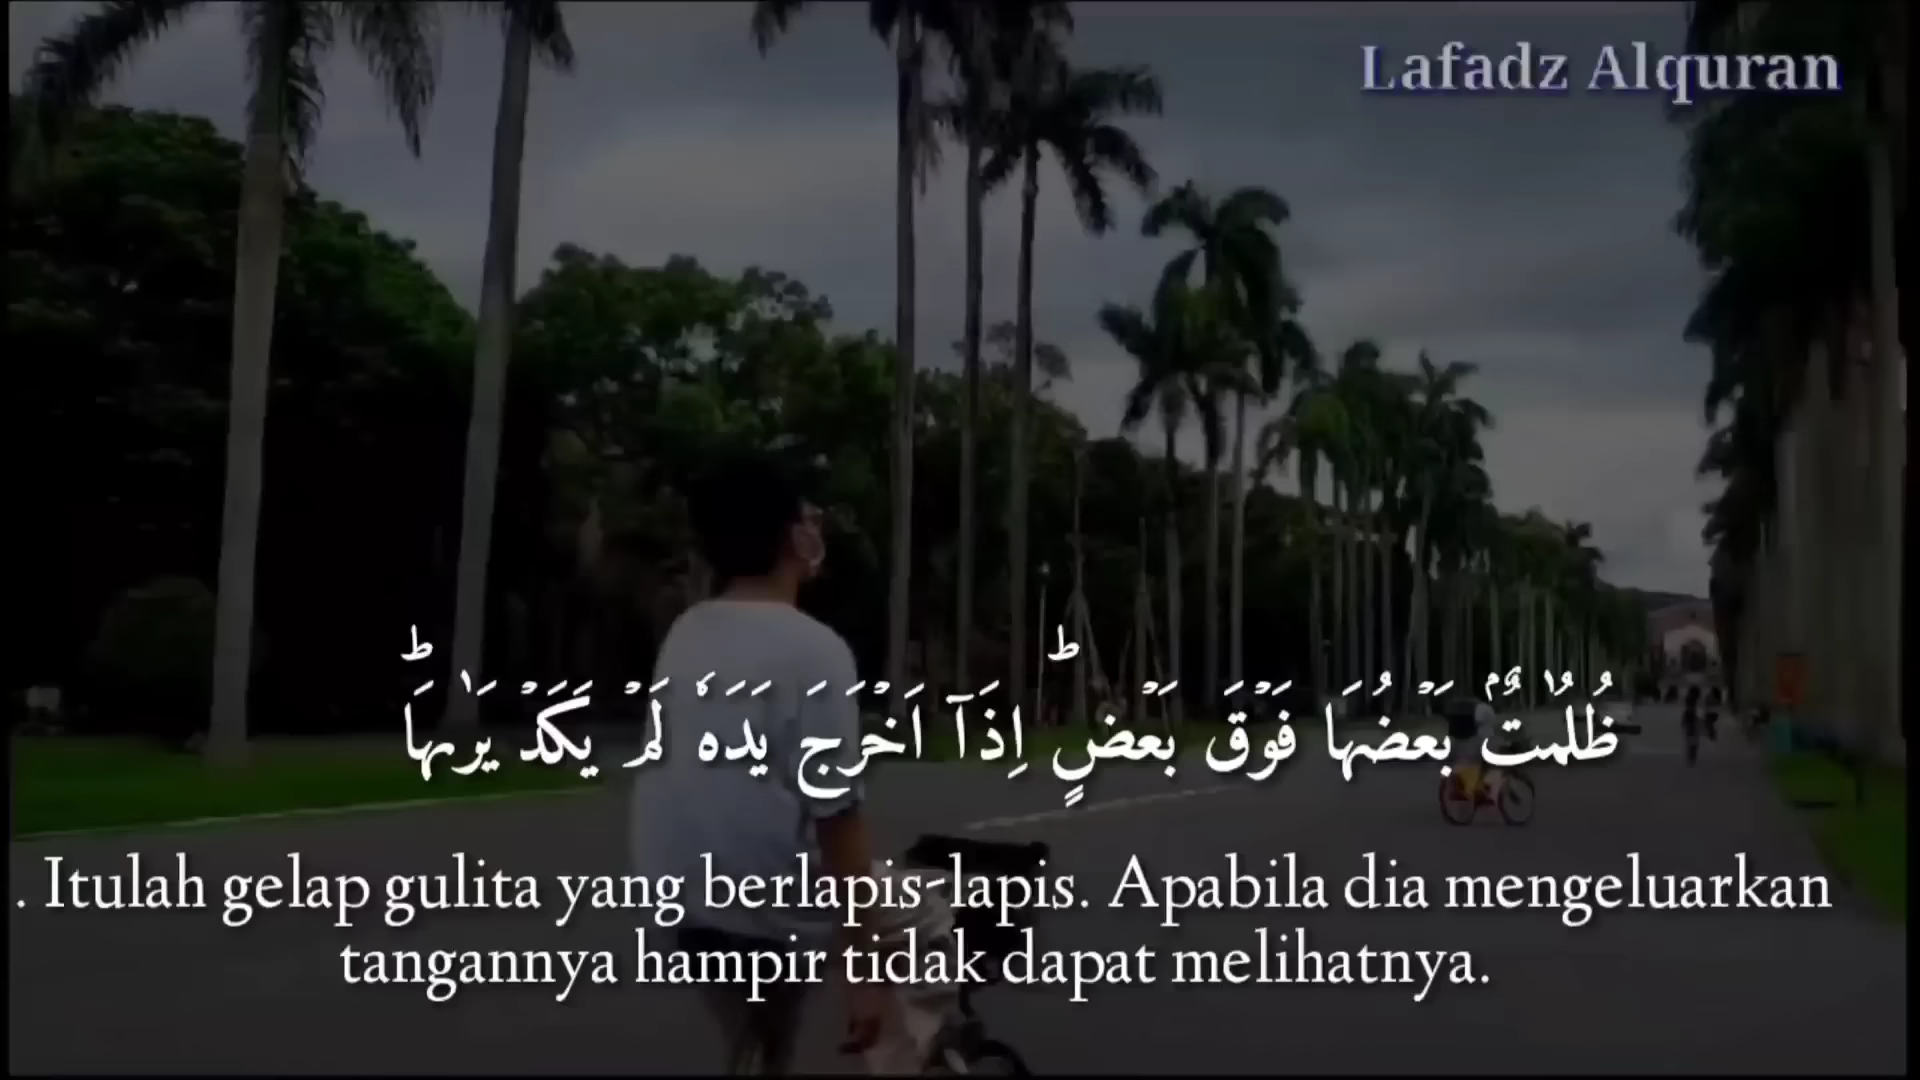 Lafadz Alquran
ظُلُمٰتٌۢ بَعْضُهَا فَوْقَ بَعْضٍۗ اِذَآ اَخْرَجَ يَدَهٗ لَمْ يَكَدْ يَرٰىهَاۗ
. Itulah gelap gulita yang berlapis-lapis. Apabila dia mengeluarkan
tangannya hampir tidak dapat melihatnya.